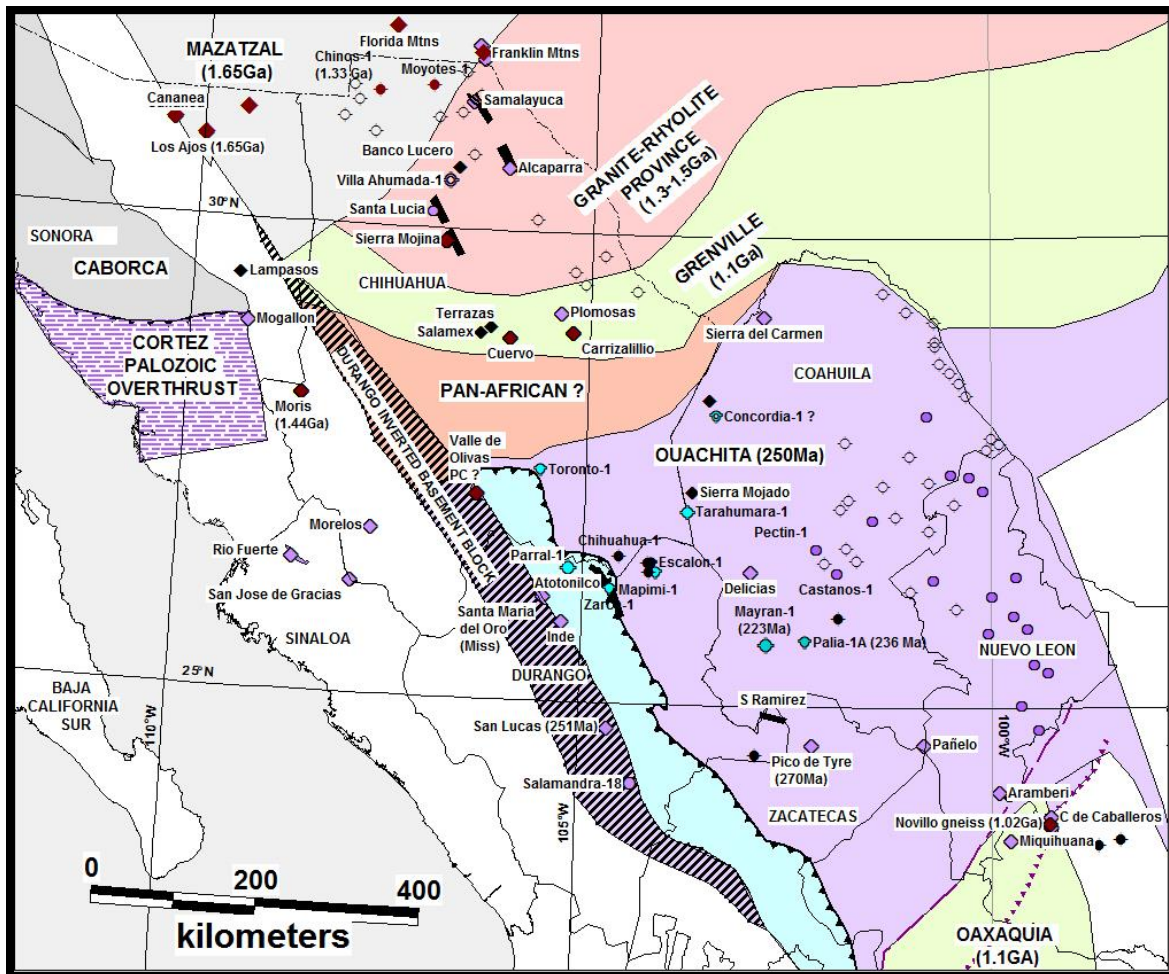 Florida Mtns
MAZATZAL
(1.65Ga)
Chinos-1
(1.33 Ga)
Franklin Mtns
Moyotes-1
Cananea
Samalayuca
Los Ajos (1.65Ga)
Banco Lucero
Alcaparra
Villa Ahumada-1
GRANITE-RHYOLITE
PROVINCE
(1.3-1.5Ga)
30°N
Santa Lucia
SONORA
Sierra Mojina
GRENVILLE
(1.1Ga)
CABORCA
Lampasos
CHIHUAHUA
Mogallon
Terrazas
Plomosas
Salamex
Sierra del Carmen
CORTEZ
PALOZOIC
OVERTHRUST
Cuervo
Carrizalillio
DURANGO INVERTED BASEMENT BLOCK
PAN-AFRICAN ?
COAHUILA
Moris
(1.44Ga)
Concordia-1 ?
Valle de
Olivas
PC ?
OUACHITA (250Ma)
Toronto-1
Sierra Mojado
Tarahumara-1
Morelos
Chihuahua-1
Pectin-1
Rio Fuerte
Parral-1
Escalon-1
San Jose de Gracias
Atotonilco
Mapimi-1
Delicias
Castanos-1
Zaroa-1
Santa Maria
del Oro
(Miss)
Mayran-1
(223Ma)
SINALOA
Inde
Palia-1A (236 Ma)
NUEVO LEON
25°N
DURANGO
BAJA
CALIFORNIA
SUR
110°W
S Ramirez
San Lucas (251Ma)
100°W
Pañelo
Pico de Tyre
(270Ma)
Salamandra-18
Aramberi
105°W
ZACATECAS
C de Caballeros
Novillo gneiss (1.02Ga)
Miquihuana
0
200
400
kilometers
OAXAQUIA
(1.1GA)